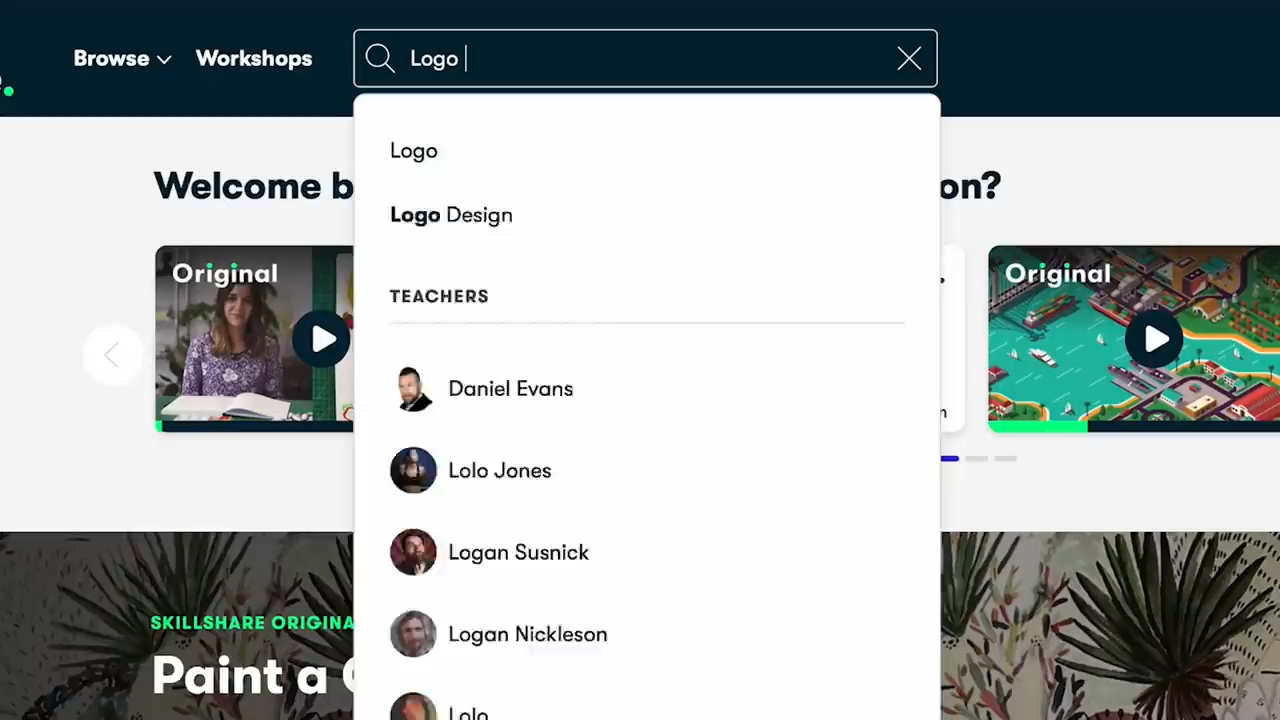 Browse Workshops Logo
Logo
Welcome b on?
Logo Design
Original Original
TEACHERS
Daniel Evans
Lolo Jones
Logan Susnick
Logan Nickleson
SKILLSHARE ORIGINA
Paint a
Lolo